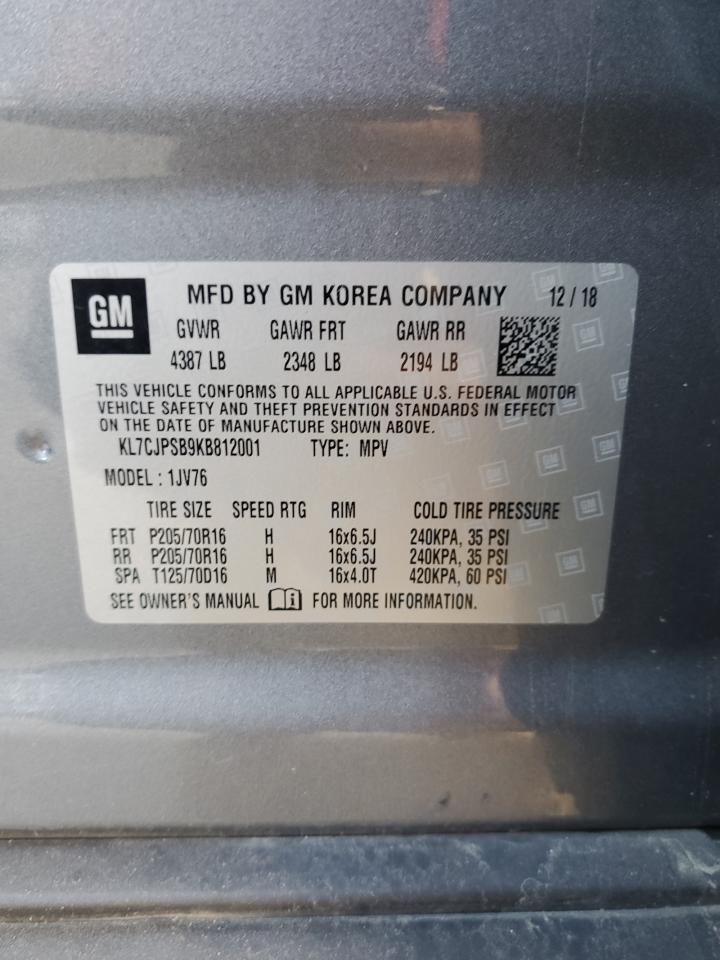 GM
MFD BY GM KOREA COMPANY 12 / 18
GVWR GAWR FRT GAWR RR
4387 LB 2348 LB 2194 LB
THIS VEHICLE CONFORMS TO ALL APPLICABLE U.S. FEDERAL MOTOR
VEHICLE SAFETY AND THEFT PREVENTION STANDARDS IN EFFECT
ON THE DATE OF MANUFACTURE SHOWN ABOVE.
KL7CJPSB9KB812001 TYPE: MPV
MODEL : 1JV76
TIRE SIZE SPEED RTG RIM COLD TIRE PRESSURE
FRT P205/70R16 H 16x6.5J 240KPA, 35 PSI
RR P205/70R16 H 16x6.5J 240KPA, 35 PSI
SPA T125/70D16 M 16x4.0T 420KPA, 60 PSI
SEE OWNER'S MANUAL FOR MORE INFORMATION.